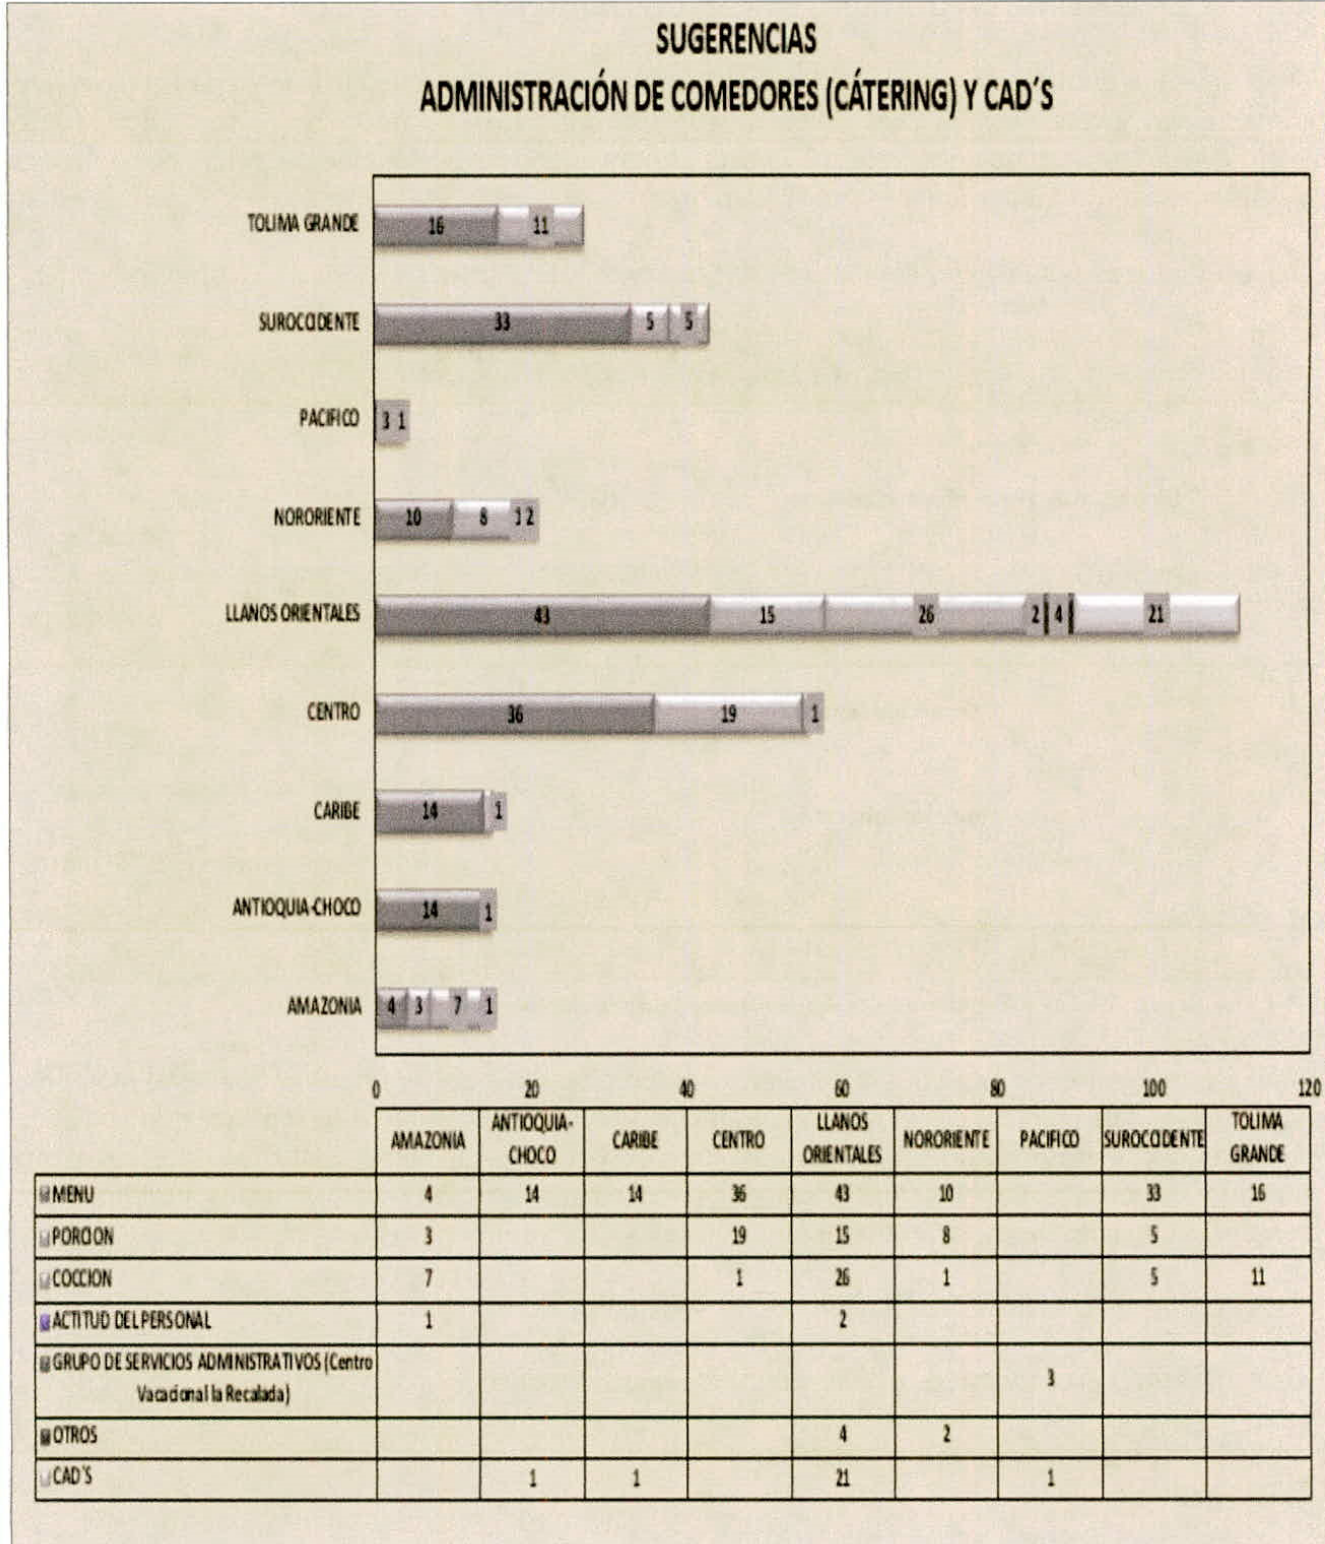 SUGERENCIAS
ADMINISTRACIÓN DE COMEDORES (CÁTERING) Y CAD´S
TOLIMA GRANDE 16 11
SUROCCIDENTE 33 5 5
PACIFICO 3 1
NORORIENTE 10 8 1 2
LLANOS ORIENTALES 43 15 26 2 4 21
CENTRO 36 19 1
CARIBE 14 1
ANTIOQUIA-CHOCO 14 1
AMAZONIA 4 3 7 1
0 20 40 60 80 100 120
AMAZONIA ANTIOQUIA-CHOCO CARIBE CENTRO LLANOS ORIENTALES NORORIENTE PACIFICO SUROCCIDENTE TOLIMA GRANDE
MENU 4 14 14 36 43 10 33 16
PORCION 3 19 15 8 5
COCCION 7 1 26 1 5 11
ACTITUD DEL PERSONAL 1 2
GRUPO DE SERVICIOS ADMINISTRATIVOS (Centro
Vacacional la Recalada) 3
OTROS 4 2
CAD´S 1 1 21 1